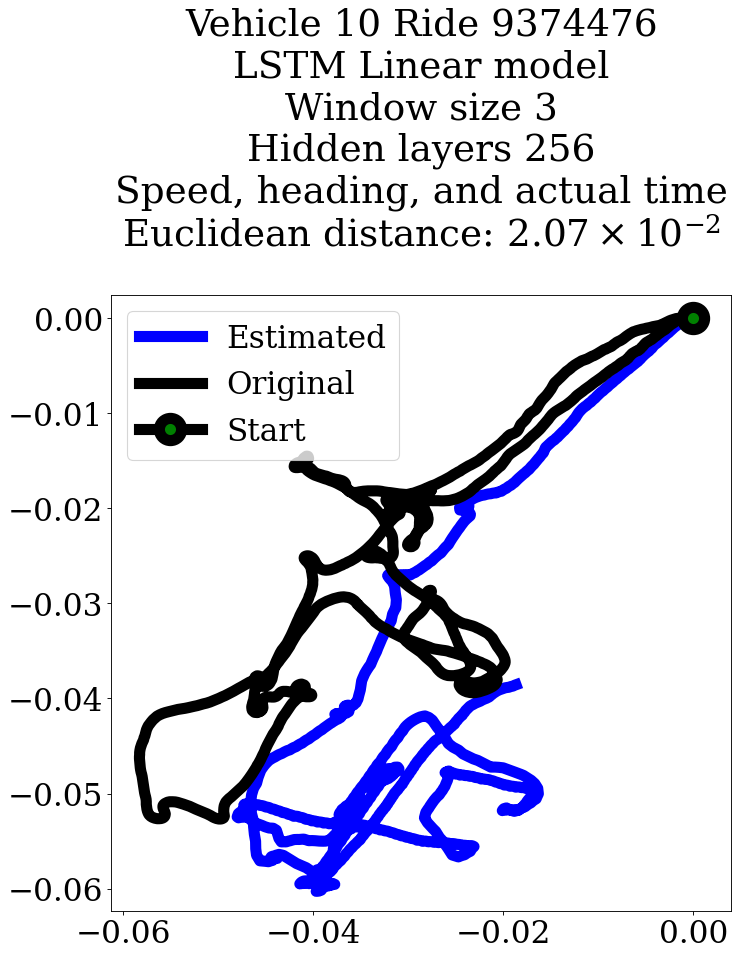 Vehicle 10 Ride 9374476
LSTM Linear model
Window size 3
Hidden layers 256
Speed, heading, and actual time
Euclidean distance: 2.07 × 10⁻²
Estimated
Original
Start
0.00
−0.01
−0.02
−0.03
−0.04
−0.05
−0.06
−0.06 −0.04 −0.02 0.00